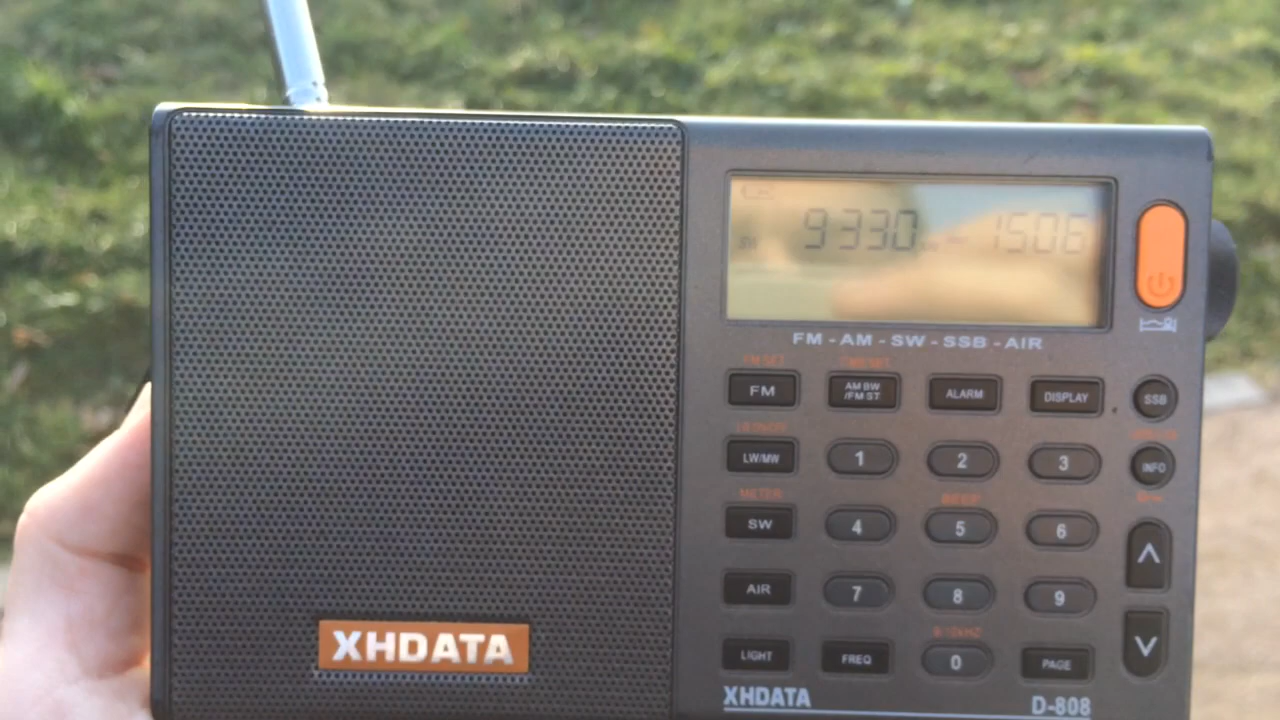 9330 1506
FM - AM - SW - SSB - AIR
FM SET
FM
AM BW
/FM ST
ALARM
DISPLAY
SSB
LW/MW
1
2
3
INFO
METER
BEEP
SW
4
5
6
AIR
7
8
9
LIGHT
FREQ
0
PAGE
XHDATA
XHDATA
D-808